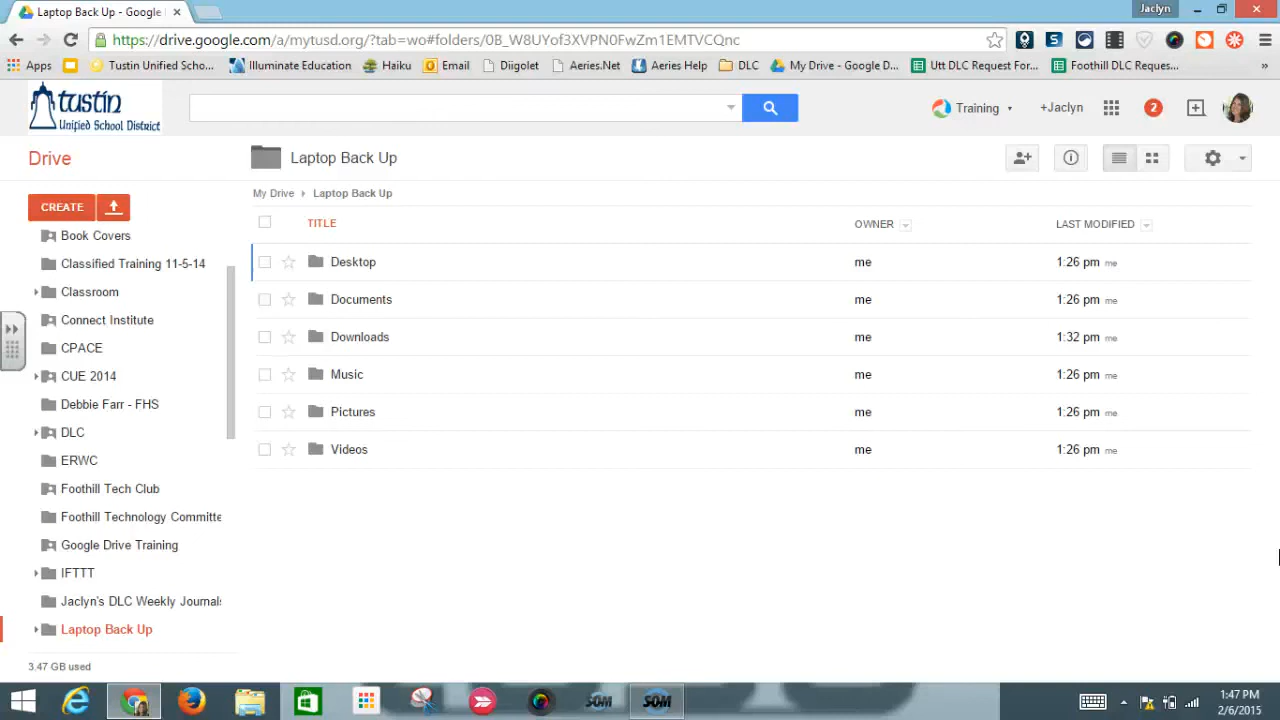 Laptop Back Up - Google
Jaclyn
https://drive.google.com/a/mytusd.org/?tab=wo#folders/0B_W8UYof3XVPN0FwZm1EMTVCQnc
Apps Tustin Unified Scho... Illuminate Education Haiku Email Diigolet Aeries.Net Aeries Help DLC My Drive - Google D... Utt DLC Request For... Foothill DLC Reques... »
tustin
Unified School District
Training +Jaclyn 2
Drive
Laptop Back Up
CREATE
My Drive Laptop Back Up
TITLE OWNER LAST MODIFIED
Book Covers
Classified Training 11-5-14
Classroom
Connect Institute
CPACE
CUE 2014
Debbie Farr - FHS
DLC
ERWC
Foothill Tech Club
Foothill Technology Committe
Google Drive Training
IFTTT
Jaclyn's DLC Weekly Journals
Laptop Back Up
3.47 GB used
Desktop me 1:26 pm me
Documents me 1:26 pm me
Downloads me 1:32 pm me
Music me 1:26 pm me
Pictures me 1:26 pm me
Videos me 1:26 pm me
SOM SOM
1:47 PM
2/6/2015